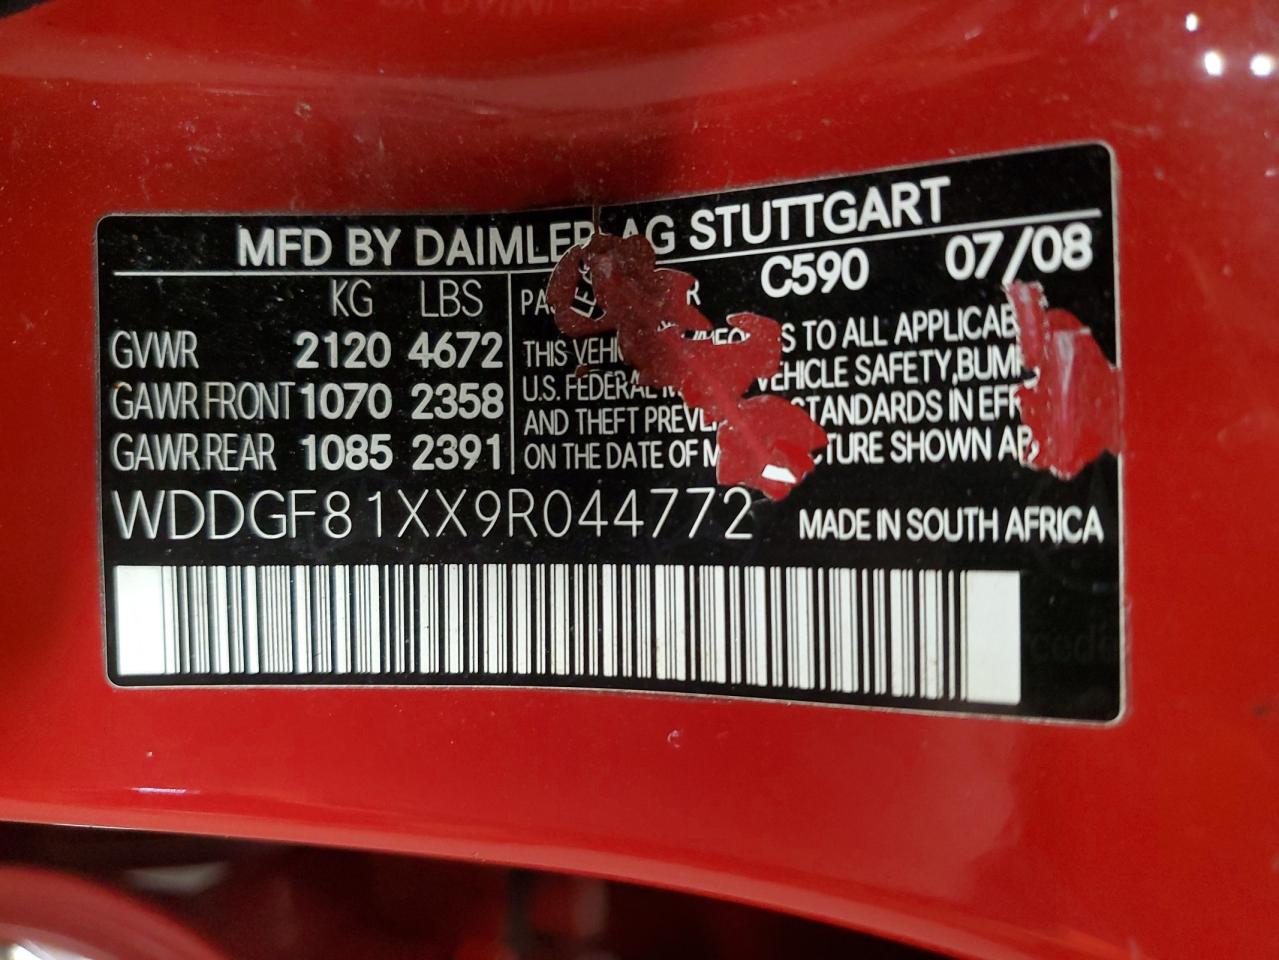 MFD BY DAIMLER AG STUTTGART
C590 07/08
KG LBS
GVWR 2120 4672
GAWR FRONT 1070 2358
GAWR REAR 1085 2391
THIS VEHI S TO ALL APPLICAB
U.S. FEDERAL M VEHICLE SAFETY, BUM
AND THEFT PREVE STANDARDS IN EFF
ON THE DATE OF M TURE SHOWN AB
WDDGF81XX9R044772 MADE IN SOUTH AFRICA